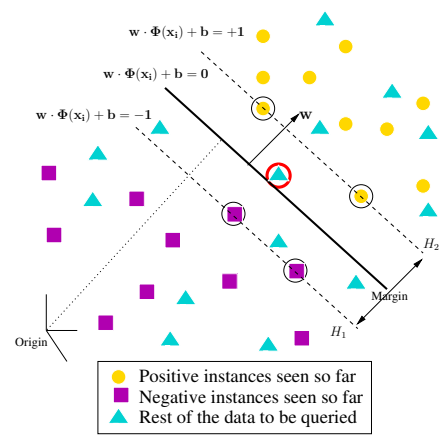 w · Φ(xᵢ) + b = +1
w · Φ(xᵢ) + b = 0
w · Φ(xᵢ) + b = −1
w
H₂
Margin
H₁
Origin
Positive instances seen so far
Negative instances seen so far
Rest of the data to be queried